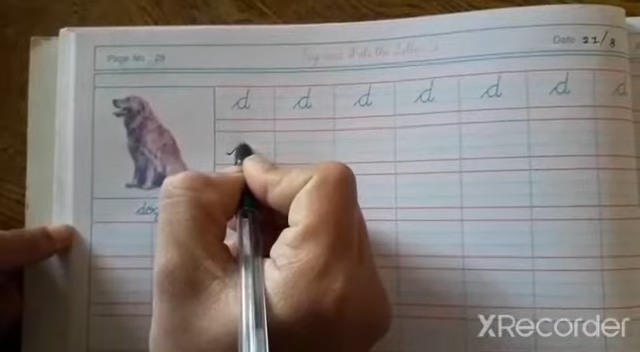 Page No 29
Date 21/8
d d d d d d d
dog
XRecorder